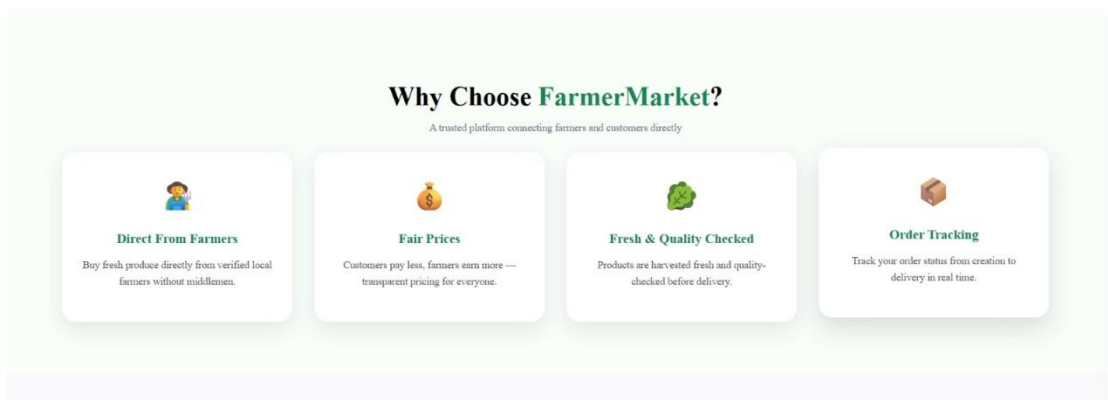 Why Choose FarmerMarket?
A trusted platform connecting farmers and customers directly
Direct From Farmers
Buy fresh produce directly from verified local
farmers without middlemen.
Fair Prices
Customers pay less, farmers earn more —
transparent pricing for everyone.
Fresh & Quality Checked
Products are harvested fresh and quality-
checked before delivery.
Order Tracking
Track your order status from creation to
delivery in real time.